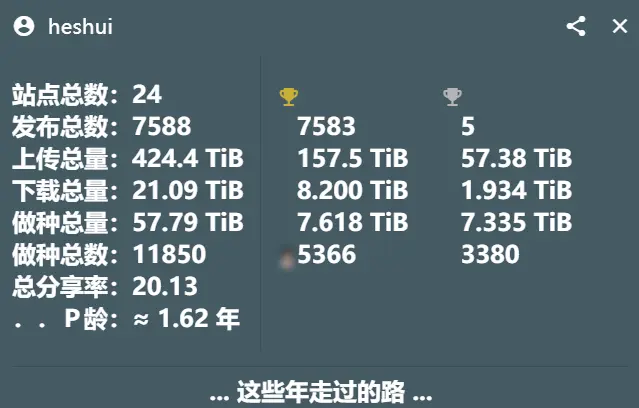 heshui
站点总数：24
发布总数：7588 7583 5
上传总量：424.4 TiB 157.5 TiB 57.38 TiB
下载总量：21.09 TiB 8.200 TiB 1.934 TiB
做种总量：57.79 TiB 7.618 TiB 7.335 TiB
做种总数：11850 5366 3380
总分享率：20.13
．．P龄：≈ 1.62 年
... 这些年走过的路 ...